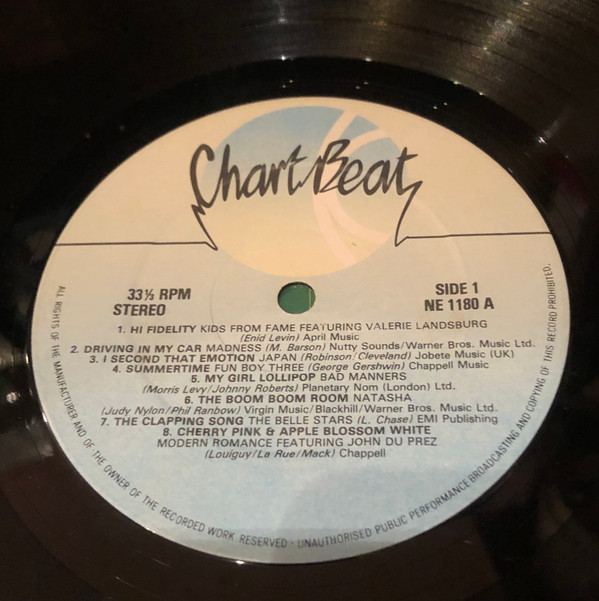 Chart Beat
33⅓ RPM
STEREO
SIDE 1
NE 1180 A
1. HI FIDELITY KIDS FROM FAME FEATURING VALERIE LANDSBURG
(Enid Levin) April Music
2. DRIVING IN MY CAR MADNESS (M. Barson) Nutty Sounds/Warner Bros. Music Ltd.
3. I SECOND THAT EMOTION JAPAN (Robinson/Cleveland) Jobete Music (UK)
4. SUMMERTIME FUN BOY THREE (George Gershwin) Chappell Music
5. MY GIRL LOLLIPOP BAD MANNERS
(Morris Levy/Johnny Roberts) Planetary Nom (London) Ltd.
6. THE BOOM BOOM ROOM NATASHA
(Judy Nylon/Phil Ranbow) Virgin Music/Blackhill/Warner Bros. Music Ltd.
7. THE CLAPPING SONG THE BELLE STARS (L. Chase) EMI Publishing
8. CHERRY PINK & APPLE BLOSSOM WHITE
MODERN ROMANCE FEATURING JOHN DU PREZ
(Louiguy/La Rue/Mack) Chappell
ALL RIGHTS OF THE MANUFACTURER AND OF THE OWNER OF THE RECORDED WORK RESERVED · UNAUTHORISED PUBLIC PERFORMANCE BROADCASTING AND COPYING OF THIS RECORD PROHIBITED.